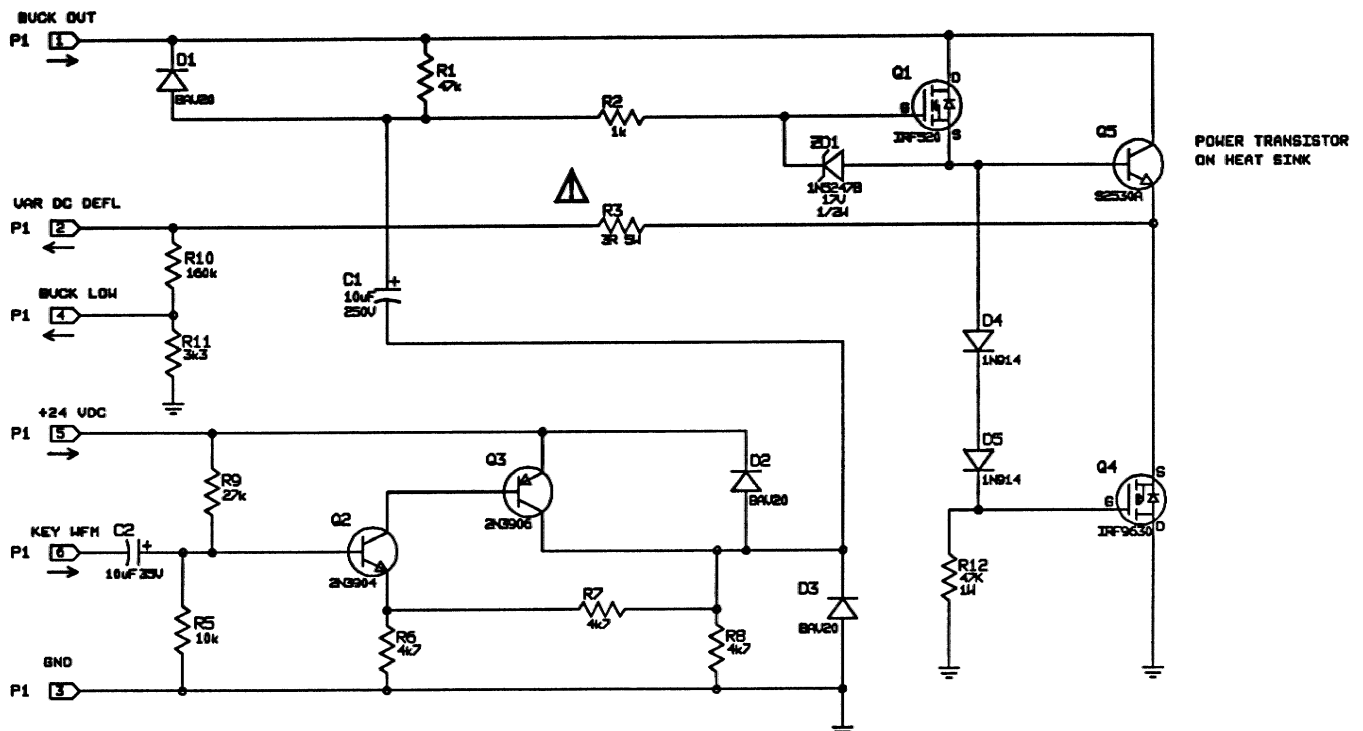 BUCK OUT
P1 1
D1
BAV20
R1
47k
R2
1k
Q1
D
G
S
IRF520
ZD1
1N5247B
17V
1/2W
Q5
S2530A
POWER TRANSISTOR
ON HEAT SINK
VAR DC DEFL
P1 2
R3
3R 5W
R10
160k
C1
+
10uF
250V
BUCK LOW
P1 4
R11
3k3
D4
1N914
+24 VDC
P1 5
R9
27k
Q3
2N3906
D2
BAV20
D5
1N914
Q4
S
G
D
IRF9630
KEY WFM
P1 6
C2
+
10uF 35V
Q2
2N3904
R7
4k7
D3
BAV20
R12
47K
1W
R5
10k
R6
4k7
R8
4k7
GND
P1 3